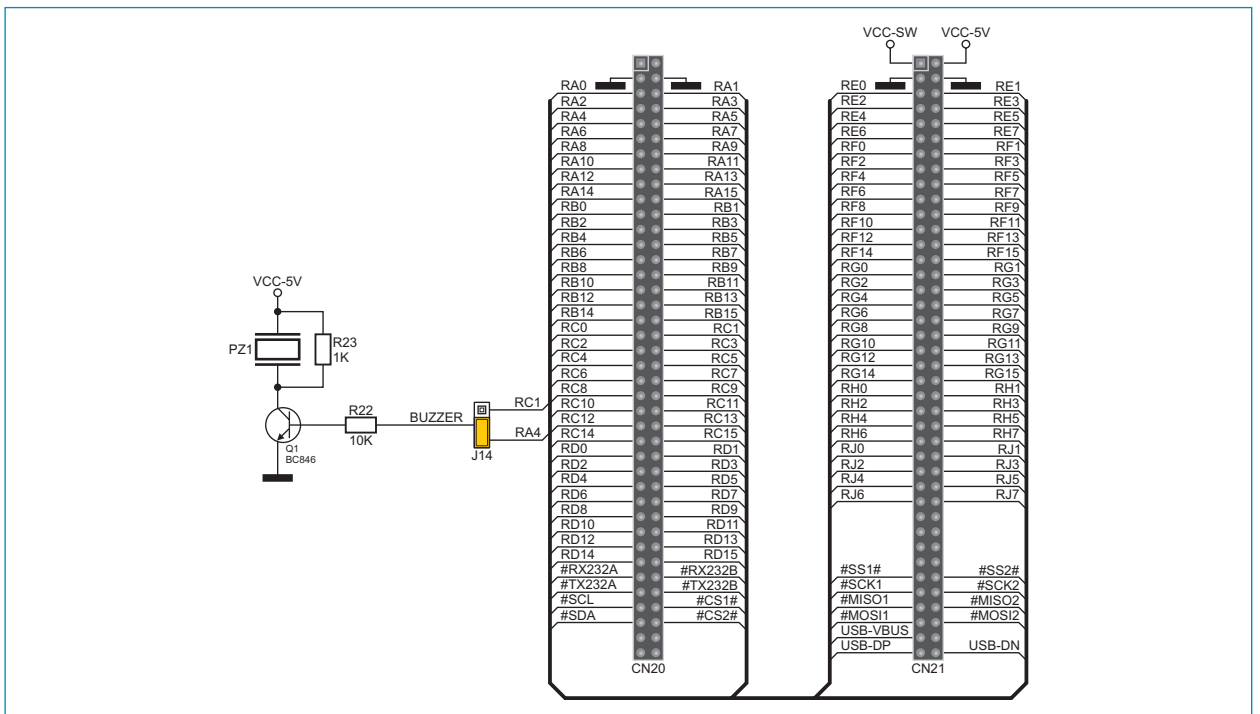 VCC-SW VCC-5V
RA0 RA1 RE0 RE1
RA2 RA3 RE2 RE3
RA4 RA5 RE4 RE5
RA6 RA7 RE6 RE7
RA8 RA9 RF0 RF1
RA10 RA11 RF2 RF3
RA12 RA13 RF4 RF5
RA14 RA15 RF6 RF7
RB0 RB1 RF8 RF9
RB2 RB3 RF10 RF11
RB4 RB5 RF12 RF13
RB6 RB7 RF14 RF15
RB8 RB9 RG0 RG1
RB10 RB11 RG2 RG3
RB12 RB13 RG4 RG5
RB14 RB15 RG6 RG7
RC0 RC1 RG8 RG9
RC2 RC3 RG10 RG11
RC4 RC5 RG12 RG13
RC6 RC7 RG14 RG15
RC8 RC9 RH0 RH1
RC10 RC11 RH2 RH3
RC12 RC13 RH4 RH5
RC14 RC15 RH6 RH7
RD0 RD1 RJ0 RJ1
RD2 RD3 RJ2 RJ3
RD4 RD5 RJ4 RJ5
RD6 RD7 RJ6 RJ7
RD8 RD9
RD10 RD11
RD12 RD13
RD14 RD15
#RX232A #RX232B #SS1# #SS2#
#TX232A #TX232B #SCK1 #SCK2
#SCL #CS1# #MISO1 #MISO2
#SDA #CS2# #MOSI1 #MOSI2
USB-VBUS
USB-DP USB-DN
CN20 CN21
VCC-5V
PZ1 R23
1K
R22
10K
BUZZER
RC1
RA4
J14
Q1
BC846